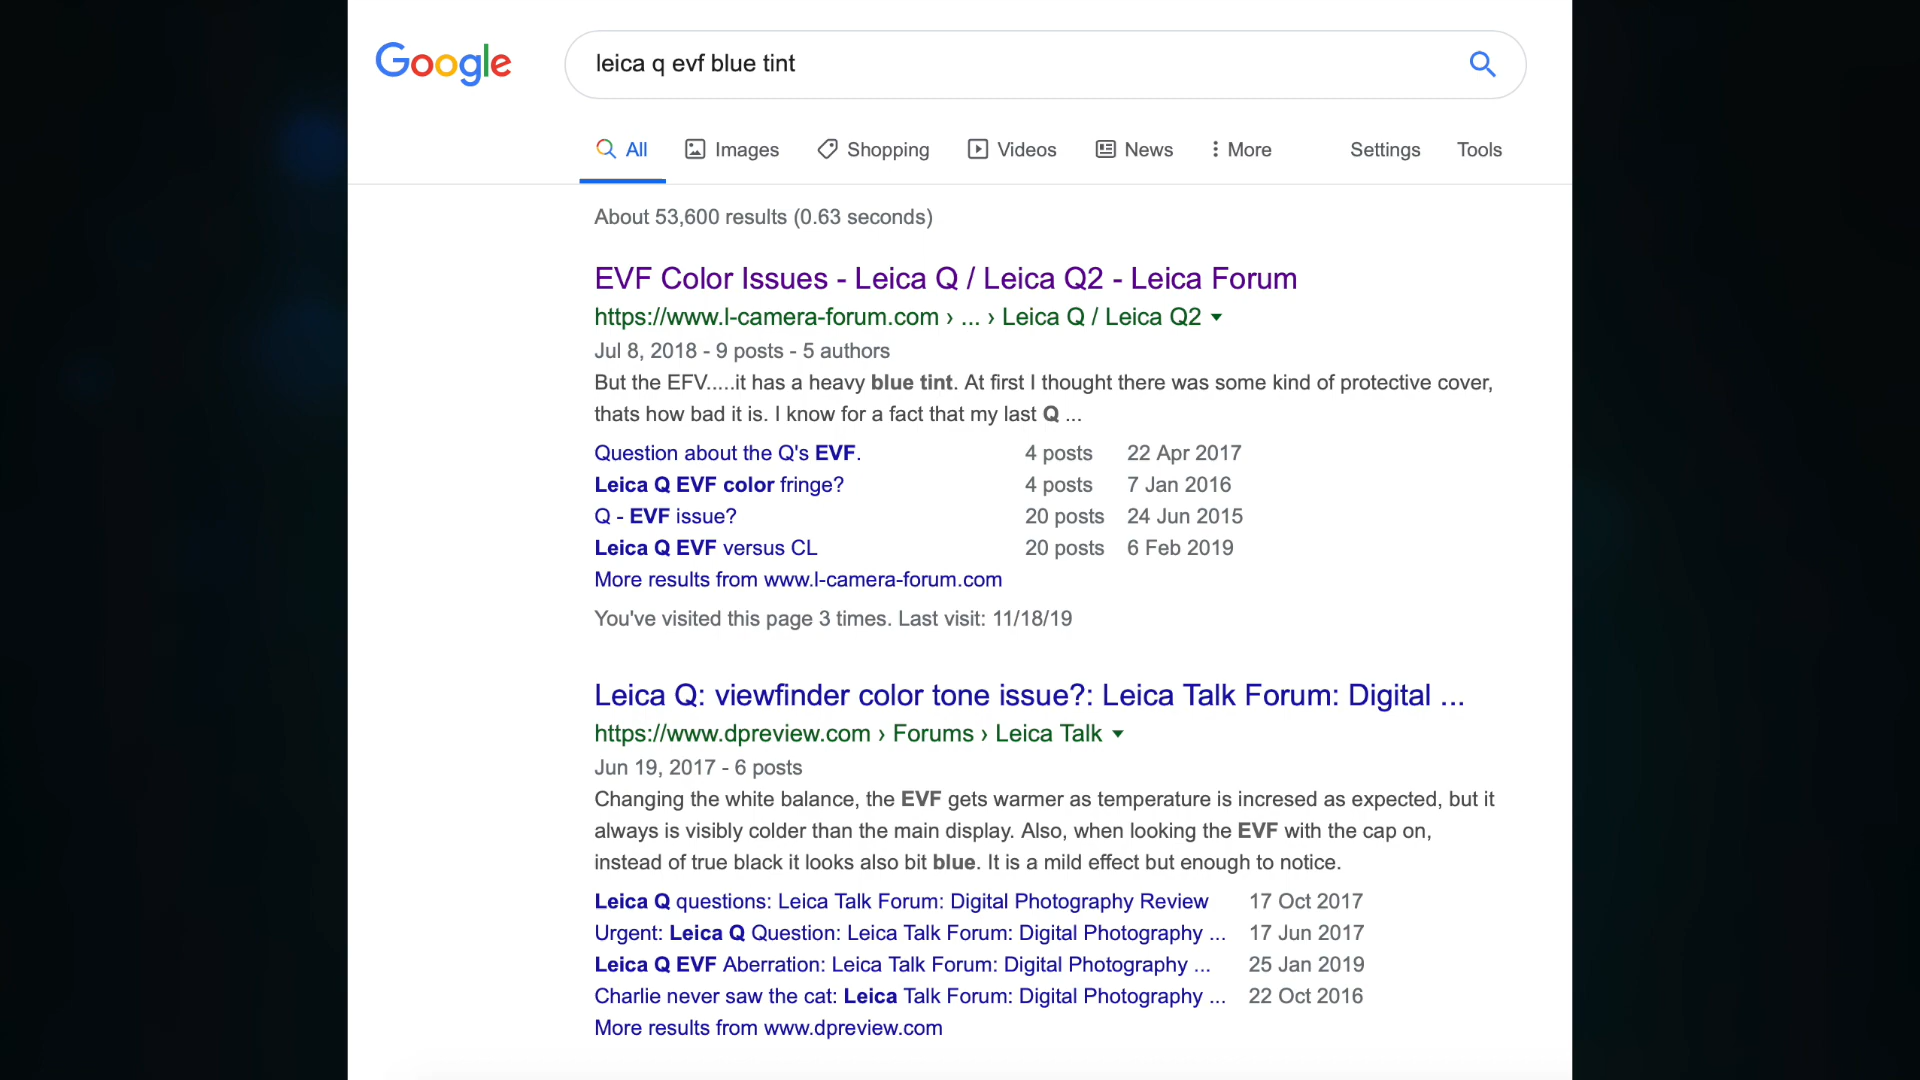 Google
leica q evf blue tint
All Images Shopping Videos News More Settings Tools
About 53,600 results (0.63 seconds)
EVF Color Issues - Leica Q / Leica Q2 - Leica Forum
https://www.l-camera-forum.com › ... › Leica Q / Leica Q2
Jul 8, 2018 - 9 posts - 5 authors
But the EFV.....it has a heavy blue tint. At first I thought there was some kind of protective cover,
thats how bad it is. I know for a fact that my last Q ...
Question about the Q's EVF. 4 posts 22 Apr 2017
Leica Q EVF color fringe? 4 posts 7 Jan 2016
Q - EVF issue? 20 posts 24 Jun 2015
Leica Q EVF versus CL 20 posts 6 Feb 2019
More results from www.l-camera-forum.com
You've visited this page 3 times. Last visit: 11/18/19
Leica Q: viewfinder color tone issue?: Leica Talk Forum: Digital ...
https://www.dpreview.com › Forums › Leica Talk
Jun 19, 2017 - 6 posts
Changing the white balance, the EVF gets warmer as temperature is incresed as expected, but it
always is visibly colder than the main display. Also, when looking the EVF with the cap on,
instead of true black it looks also bit blue. It is a mild effect but enough to notice.
Leica Q questions: Leica Talk Forum: Digital Photography Review 17 Oct 2017
Urgent: Leica Q Question: Leica Talk Forum: Digital Photography ... 17 Jun 2017
Leica Q EVF Aberration: Leica Talk Forum: Digital Photography ... 25 Jan 2019
Charlie never saw the cat: Leica Talk Forum: Digital Photography ... 22 Oct 2016
More results from www.dpreview.com